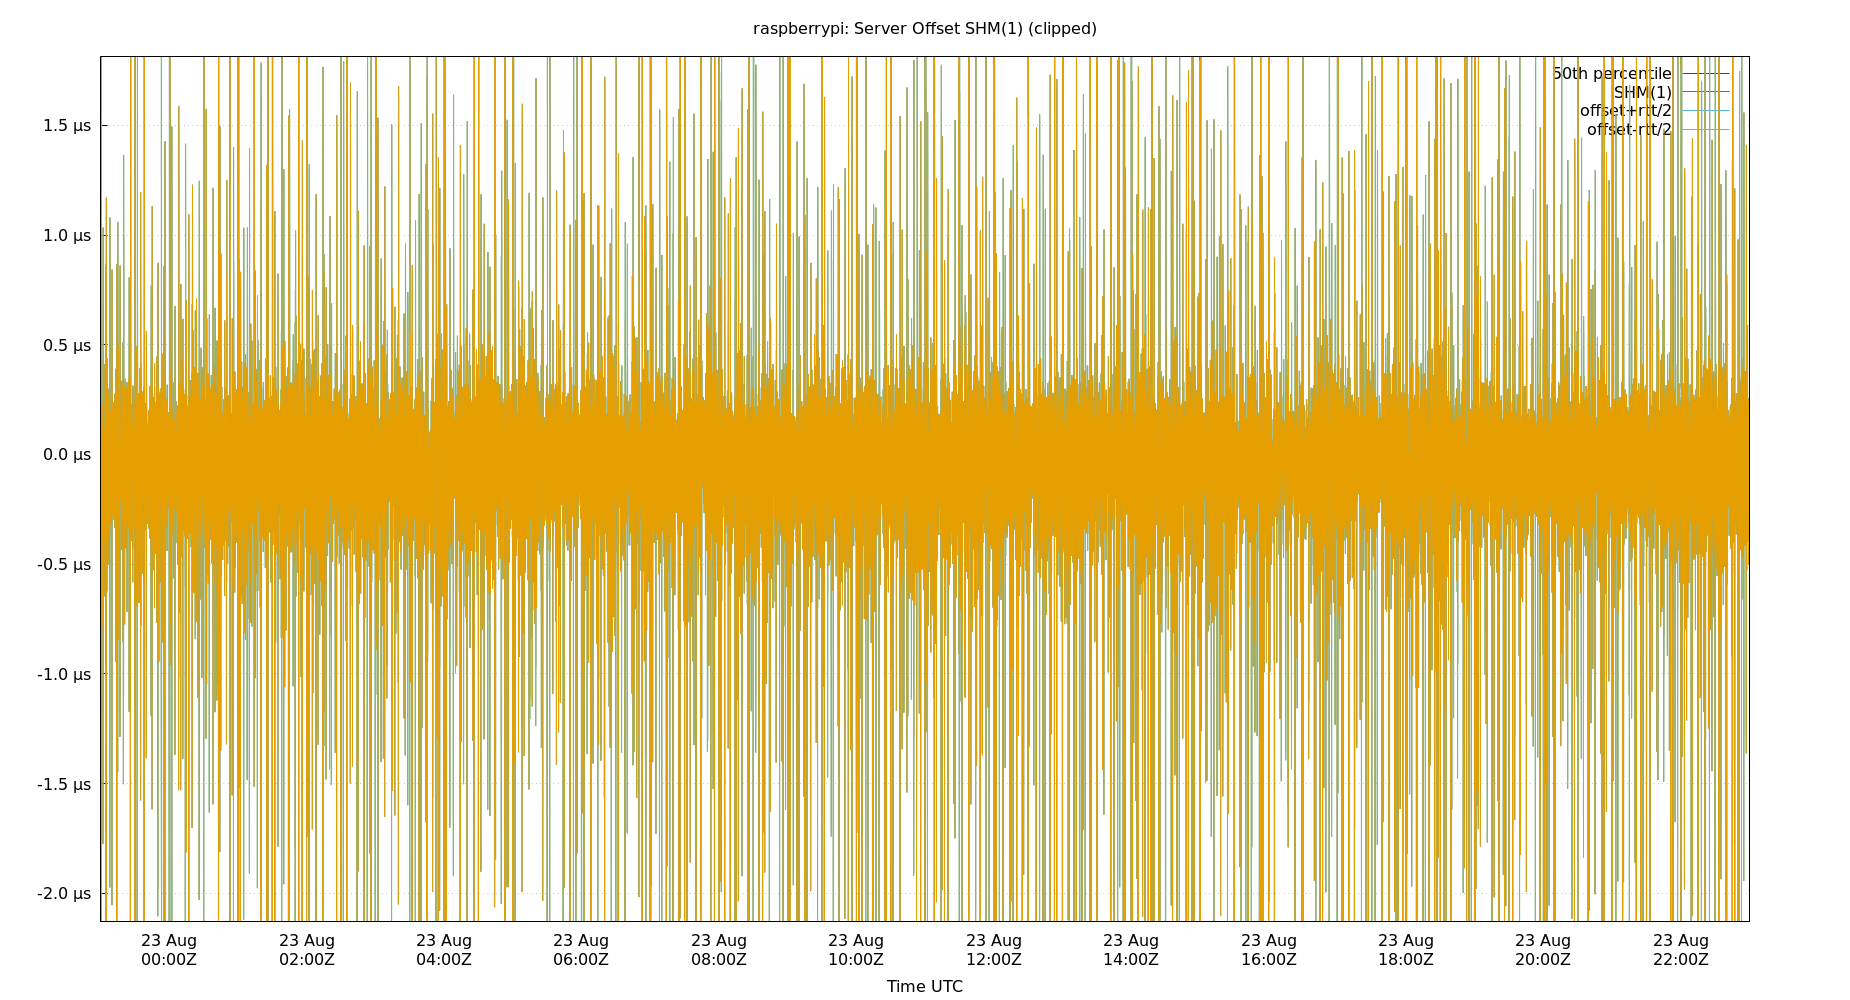 raspberrypi: Server Offset SHM(1) (clipped)
50th percentile
SHM(1)
offset+rtt/2
offset-rtt/2
1.5 µs
1.0 µs
0.5 µs
0.0 µs
-0.5 µs
-1.0 µs
-1.5 µs
-2.0 µs
23 Aug 23 Aug 23 Aug 23 Aug 23 Aug 23 Aug 23 Aug 23 Aug 23 Aug 23 Aug 23 Aug 23 Aug
00:00Z 02:00Z 04:00Z 06:00Z 08:00Z 10:00Z 12:00Z 14:00Z 16:00Z 18:00Z 20:00Z 22:00Z
Time UTC